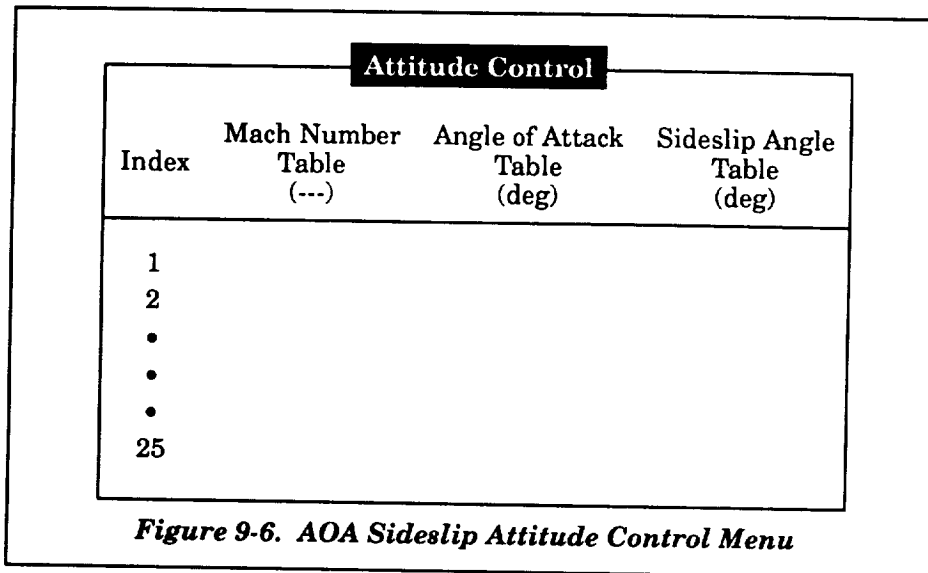 Attitude Control
Index Mach Number Table (---) Angle of Attack Table (deg) Sideslip Angle Table (deg)
1
2
•
•
•
25
Figure 9-6. AOA Sideslip Attitude Control Menu